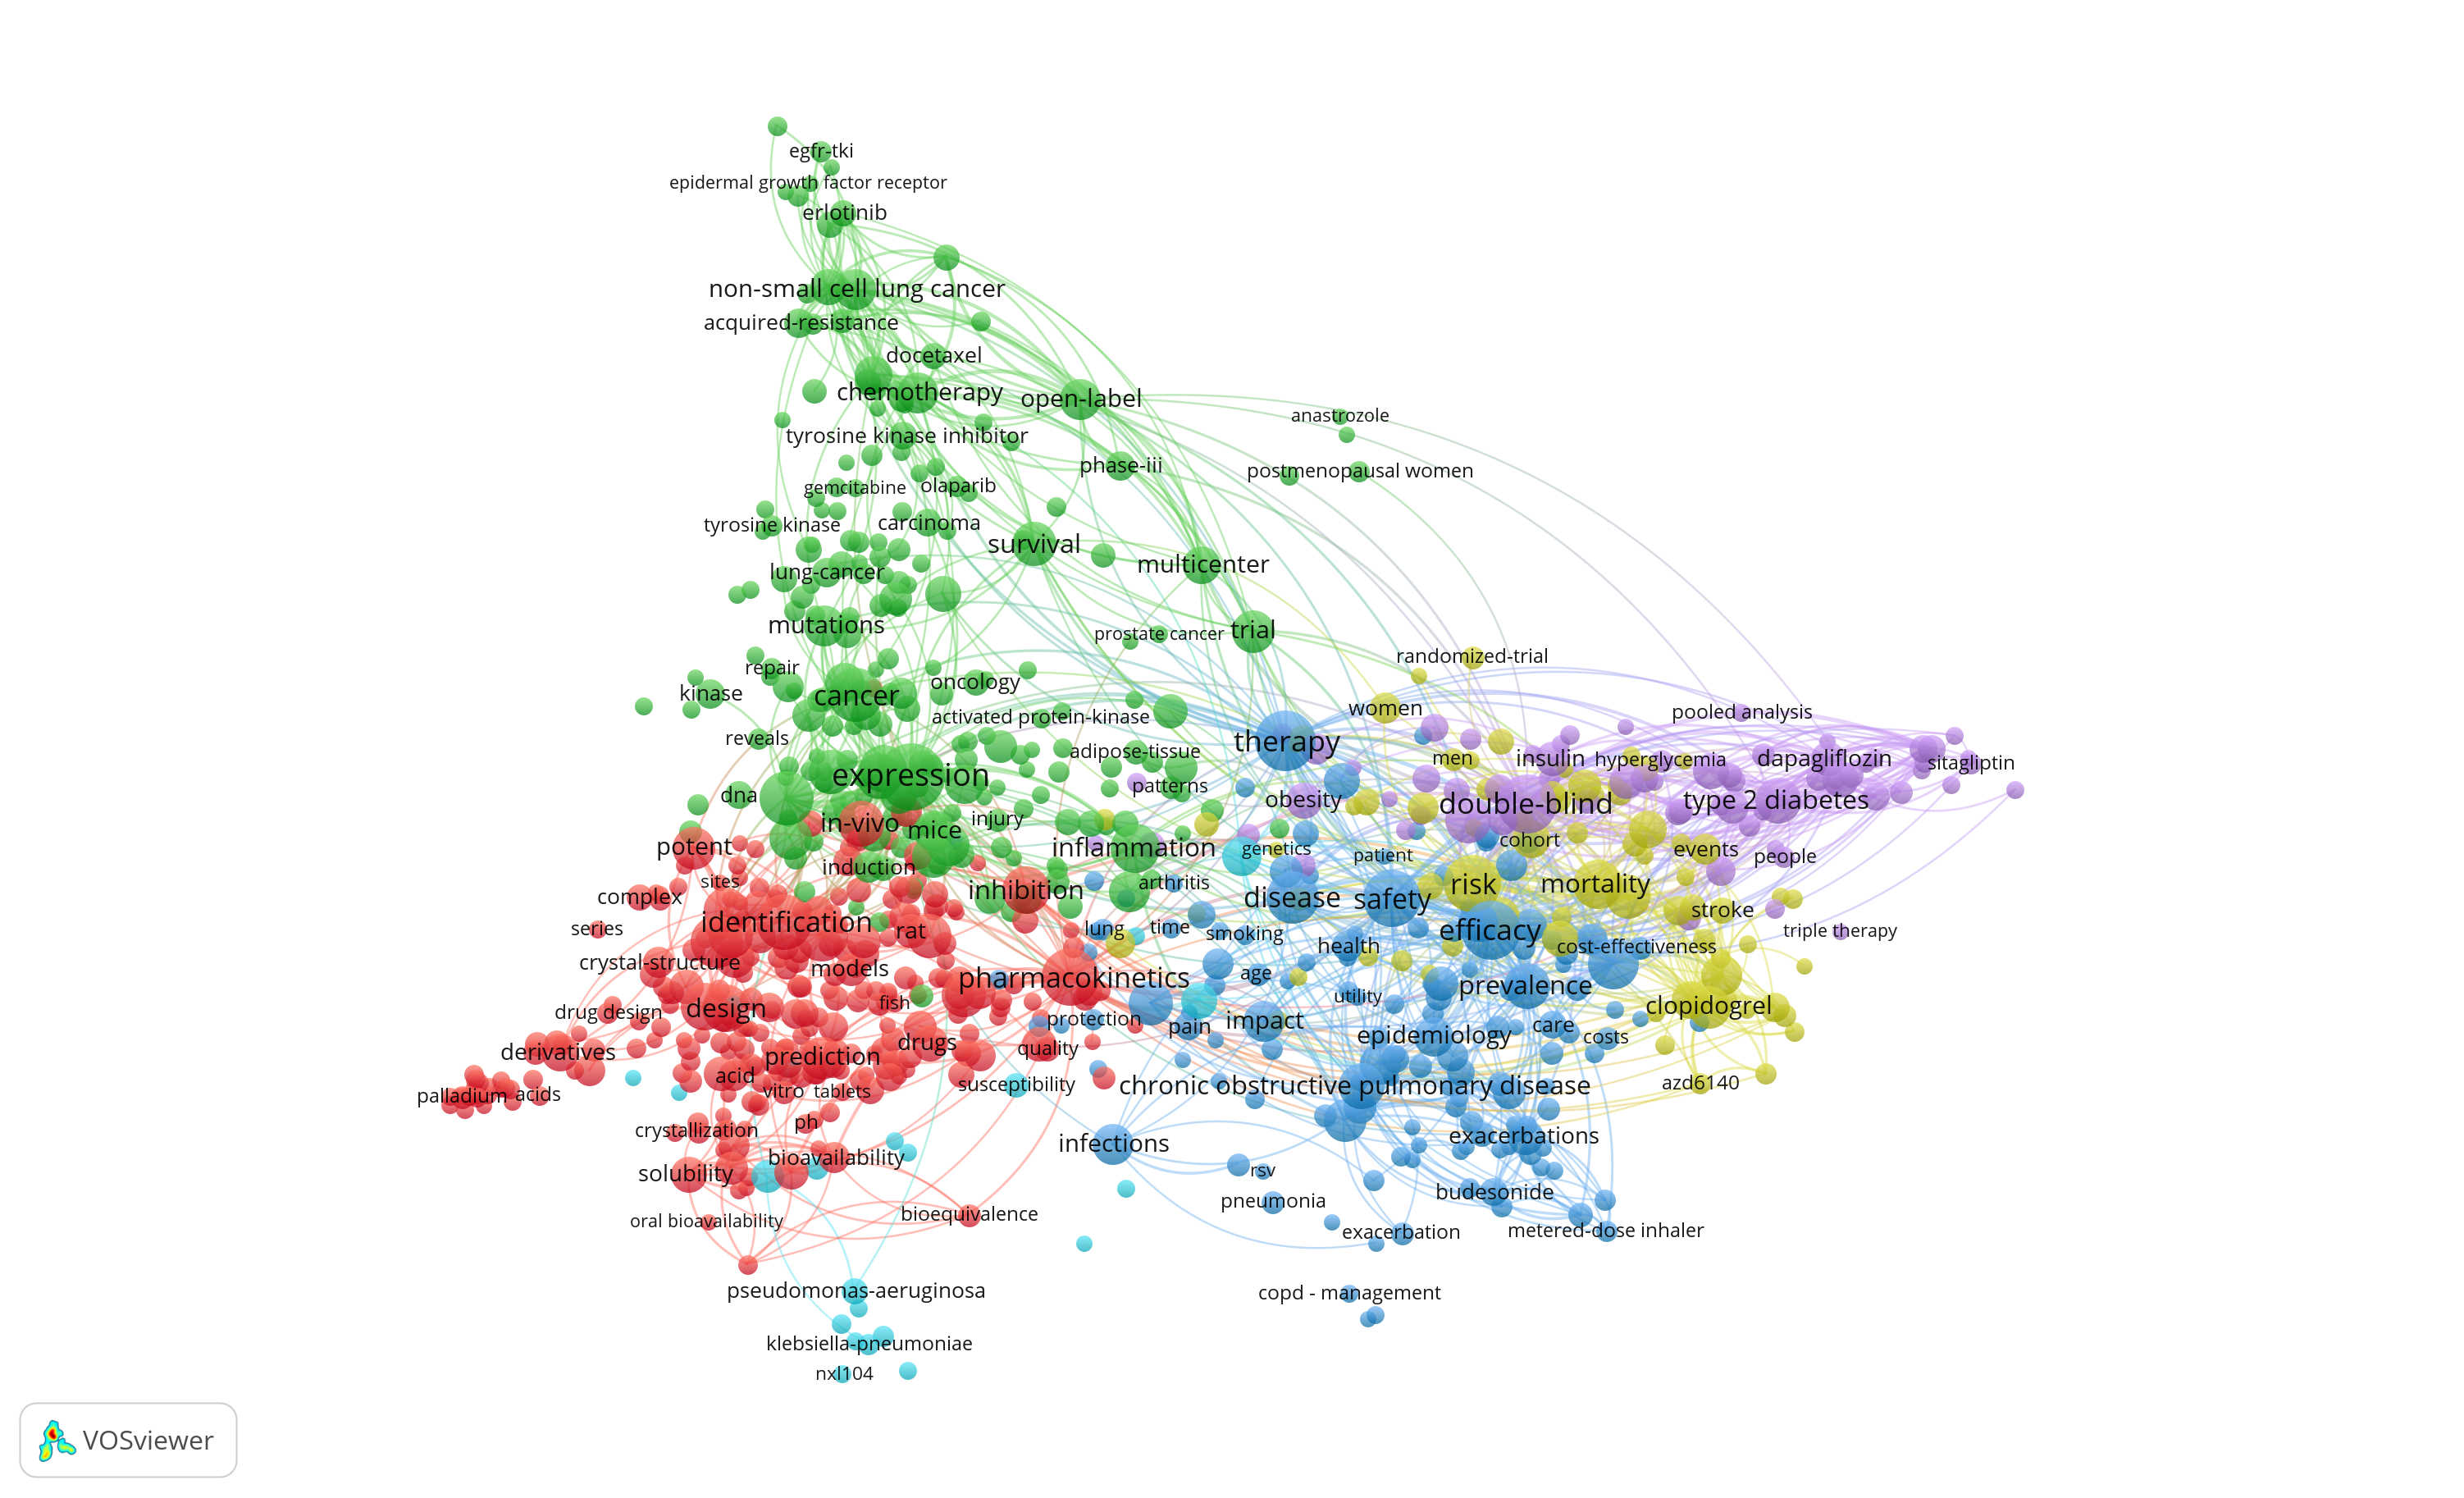 egfr-tki
epidermal growth factor receptor
erlotinib
non-small cell lung cancer
acquired-resistance
docetaxel
chemotherapy
open-label
anastrozole
tyrosine kinase inhibitor
phase-iii
postmenopausal women
gemcitabine
olaparib
tyrosine kinase
carcinoma
survival
multicenter
lung-cancer
mutations
prostate cancer
trial
randomized-trial
repair
oncology
kinase
cancer
women
activated protein-kinase
pooled analysis
reveals
therapy
adipose-tissue
men
insulin
hyperglycemia
dapagliflozin
sitagliptin
expression
patterns
dna
obesity
double-blind
type 2 diabetes
in-vivo
mice
injury
potent
inflammation
genetics
patient
cohort
events
people
induction
sites
complex
inhibition
arthritis
disease
safety
risk
mortality
stroke
identification
rat
series
lung
time
smoking
health
efficacy
cost-effectiveness
triple therapy
crystal-structure
models
pharmacokinetics
age
utility
prevalence
drug design
design
fish
protection
pain
impact
epidemiology
care
costs
clopidogrel
derivatives
prediction
drugs
quality
acid
vitro
tablets
susceptibility
chronic obstructive pulmonary disease
azd6140
palladium
acids
crystallization
ph
infections
exacerbations
solubility
bioavailability
rsv
pneumonia
budesonide
oral bioavailability
bioequivalence
exacerbation
metered-dose inhaler
pseudomonas-aeruginosa
copd - management
klebsiella-pneumoniae
nxl104
VOSviewer